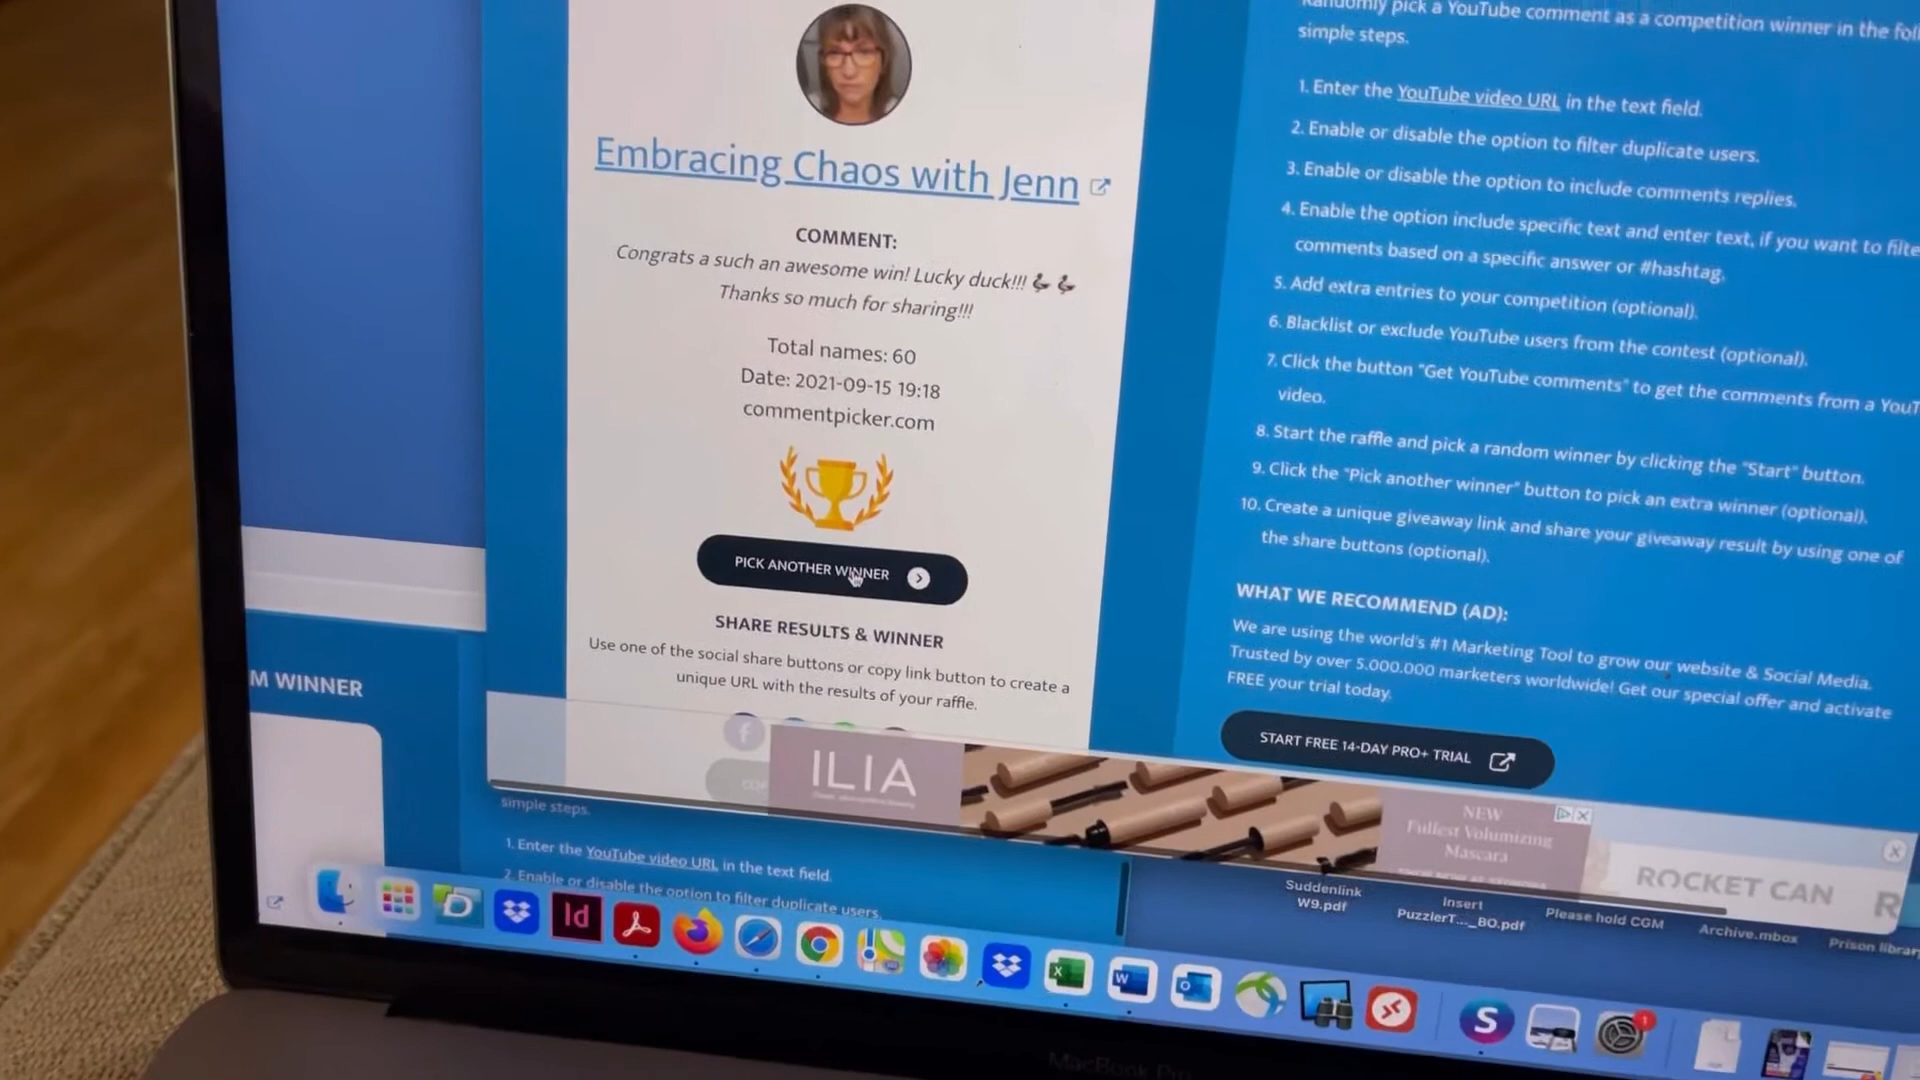 Embracing Chaos with Jenn
COMMENT:
Congrats a such an awesome win! Lucky duck!!! 🦆🦆
Thanks so much for sharing!!!
Total names: 60
Date: 2021-09-15 19:18
commentpicker.com
PICK ANOTHER WINNER
SHARE RESULTS & WINNER
Use one of the social share buttons or copy link button to create a
unique URL with the results of your raffle.
Randomly pick a YouTube comment as a competition winner in the
simple steps.
1. Enter the YouTube video URL in the text field.
2. Enable or disable the option to filter duplicate users.
3. Enable or disable the option to include comments replies.
4. Enable the option include specific text and enter text, if you want to
comments based on a specific answer or #hashtag.
5. Add extra entries to your competition (optional).
6. Blacklist or exclude YouTube users from the contest (optional).
7. Click the button "Get YouTube comments" to get the comments from a
video.
8. Start the raffle and pick a random winner by clicking the "Start" button.
9. Click the "Pick another winner" button to pick an extra winner (optional).
10. Create a unique giveaway link and share your giveaway result by using one of
the share buttons (optional).
WHAT WE RECOMMEND (AD):
We are using the world's #1 Marketing Tool to grow our website & Social Media.
Trusted by over 5.000.000 marketers worldwide! Get our special offer and activate
FREE your trial today.
START FREE 14-DAY PRO+ TRIAL
M WINNER
ILIA
NEW
Fullest Volumizing
Mascara
ROCKET CAN
R
simple steps.
1. Enter the YouTube video URL in the text field.
2. Enable or disable the option to filter duplicate users.
Suddenlink
W9.pdf
Insert
PuzzlerT..._BO.pdf
Please hold CGM
Archive.mbox
Prison
Id
X
W
O
S
1
MacBook Pro